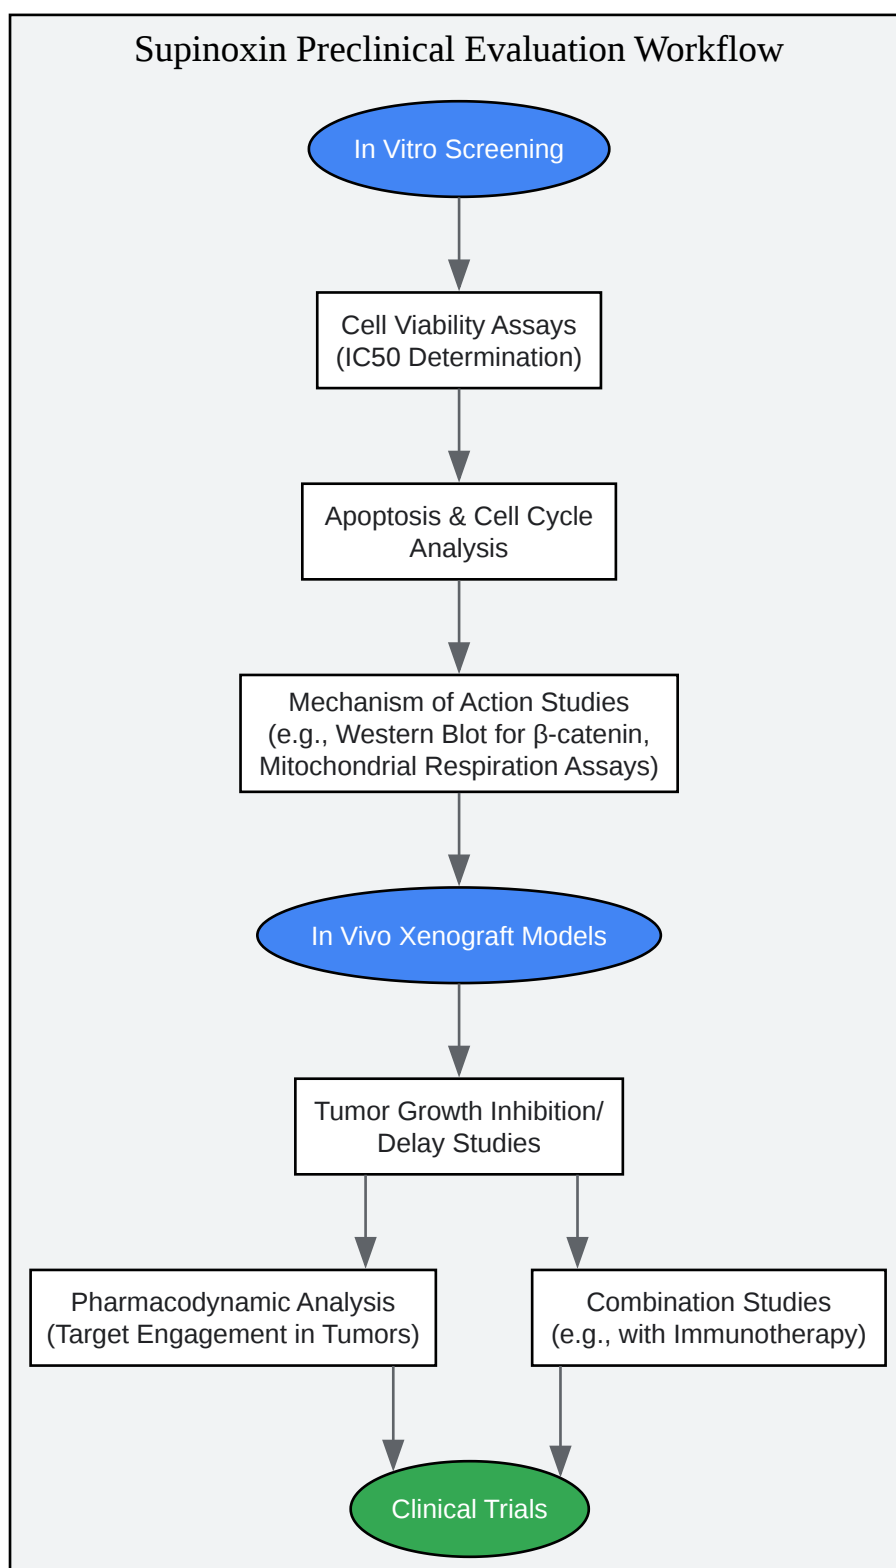 Supinoxin Preclinical Evaluation Workflow
In Vitro Screening
Cell Viability Assays
(IC50 Determination)
Apoptosis & Cell Cycle
Analysis
Mechanism of Action Studies
(e.g., Western Blot for β-catenin,
Mitochondrial Respiration Assays)
In Vivo Xenograft Models
Tumor Growth Inhibition/
Delay Studies
Pharmacodynamic Analysis
(Target Engagement in Tumors)
Combination Studies
(e.g., with Immunotherapy)
Clinical Trials